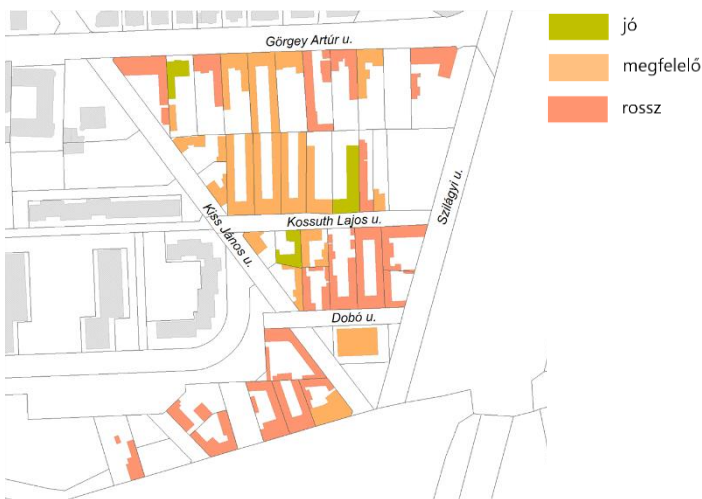 Görgey Artúr u.
jó
megfelelő
rossz
Kiss János u.
Kossuth Lajos u.
Szilágyi u.
Dobó u.